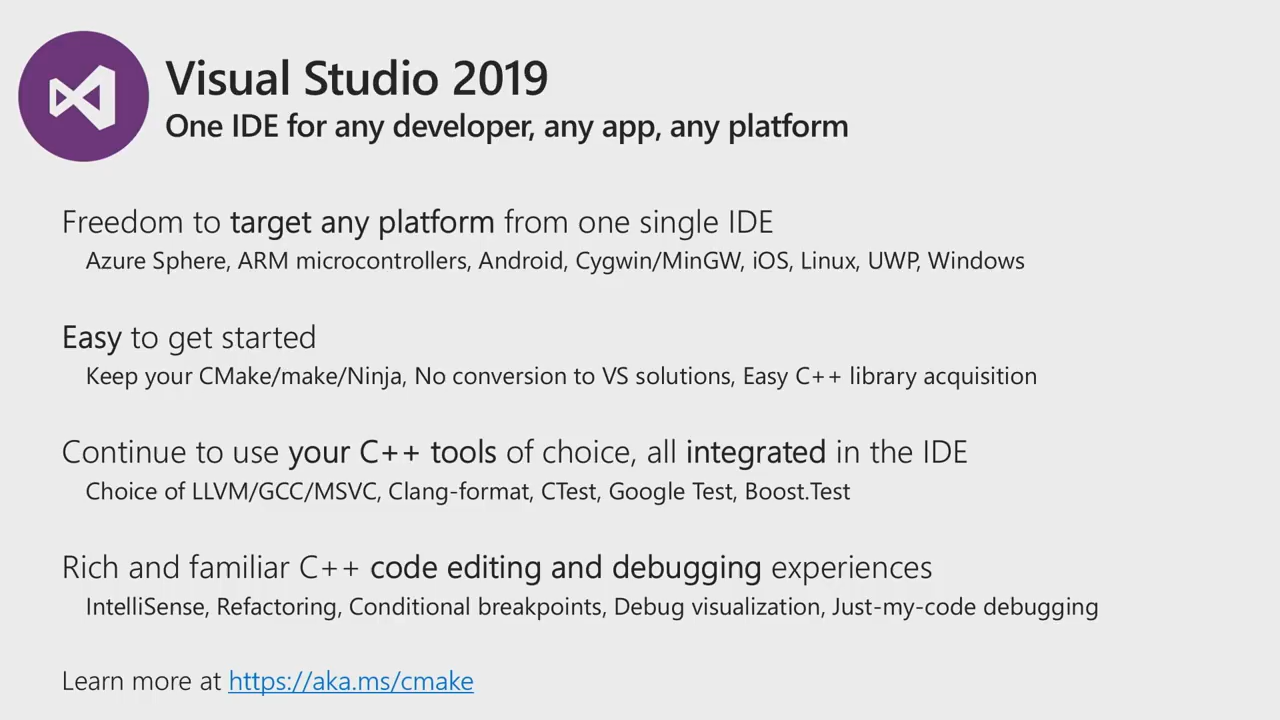 Visual Studio 2019
One IDE for any developer, any app, any platform
Freedom to target any platform from one single IDE
Azure Sphere, ARM microcontrollers, Android, Cygwin/MinGW, iOS, Linux, UWP, Windows
Easy to get started
Keep your CMake/make/Ninja, No conversion to VS solutions, Easy C++ library acquisition
Continue to use your C++ tools of choice, all integrated in the IDE
Choice of LLVM/GCC/MSVC, Clang-format, CTest, Google Test, Boost.Test
Rich and familiar C++ code editing and debugging experiences
IntelliSense, Refactoring, Conditional breakpoints, Debug visualization, Just-my-code debugging
Learn more at https://aka.ms/cmake